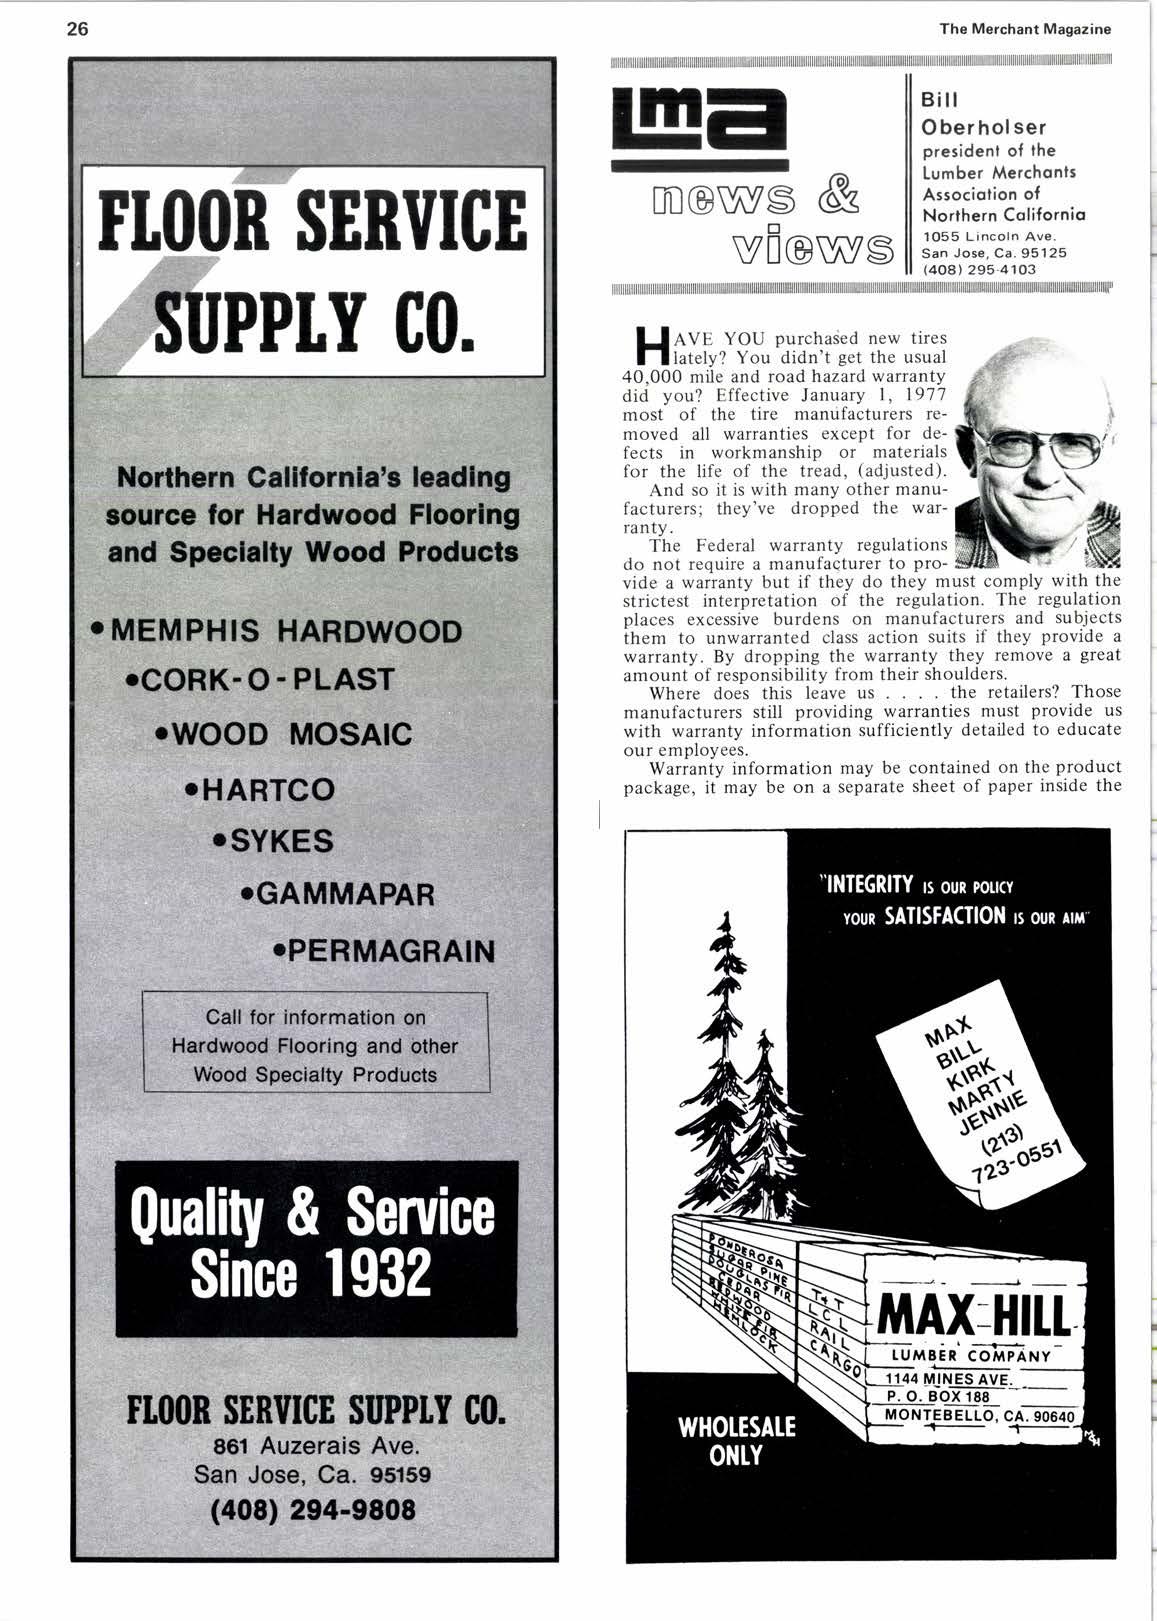 26
The Merchant Magazine
FLOOR SERVICE
SUPPLY CO.
Northern California's leading
source for Hardwood Flooring
and Specialty Wood Products
•MEMPHIS HARDWOOD
•CORK-O-PLAST
•WOOD MOSAIC
•HARTCO
•SYKES
•GAMMAPAR
•PERMAGRAIN
Call for information on
Hardwood Flooring and other
Wood Specialty Products
Quality & Service
Since 1932
FLOOR SERVICE SUPPLY CO.
861 Auzerais Ave.
San Jose, Ca. 95159
(408) 294-9808
Lma
news &
views
Bill
Oberholser
president of the
Lumber Merchants
Association of
Northern California
1055 Lincoln Ave.
San Jose, Ca. 95125
(408) 295-4103
HAVE YOU purchased new tires
lately? You didn't get the usual
40,000 mile and road hazard warranty
did you? Effective January 1, 1977
most of the tire manufacturers re-
moved all warranties except for de-
fects in workmanship or materials
for the life of the tread, (adjusted).
And so it is with many other manu-
facturers; they've dropped the war-
ranty.
The Federal warranty regulations
do not require a manufacturer to pro-
vide a warranty but if they do they must comply with the
strictest interpretation of the regulation. The regulation
places excessive burdens on manufacturers and subjects
them to unwarranted class action suits if they provide a
warranty. By dropping the warranty they remove a great
amount of responsibility from their shoulders.
Where does this leave us . . . . the retailers? Those
manufacturers still providing warranties must provide us
with warranty information sufficiently detailed to educate
our employees.
Warranty information may be contained on the product
package, it may be on a separate sheet of paper inside the
"INTEGRITY IS OUR POLICY
YOUR SATISFACTION IS OUR AIM"
MAX
BILL
KIRK
MARTY
JENNIE
(213)
723-0551
PONDEROSA
SUGAR PINE
DOUGLAS FIR
CEDAR
REDWOOD
WHITE FIR
HEMLOCK
T & T
L C L
RAIL
CARGO
MAX HILL
LUMBER COMPANY
1144 MINES AVE.
P. O. BOX 188
MONTEBELLO, CA. 90640
WHOLESALE
ONLY